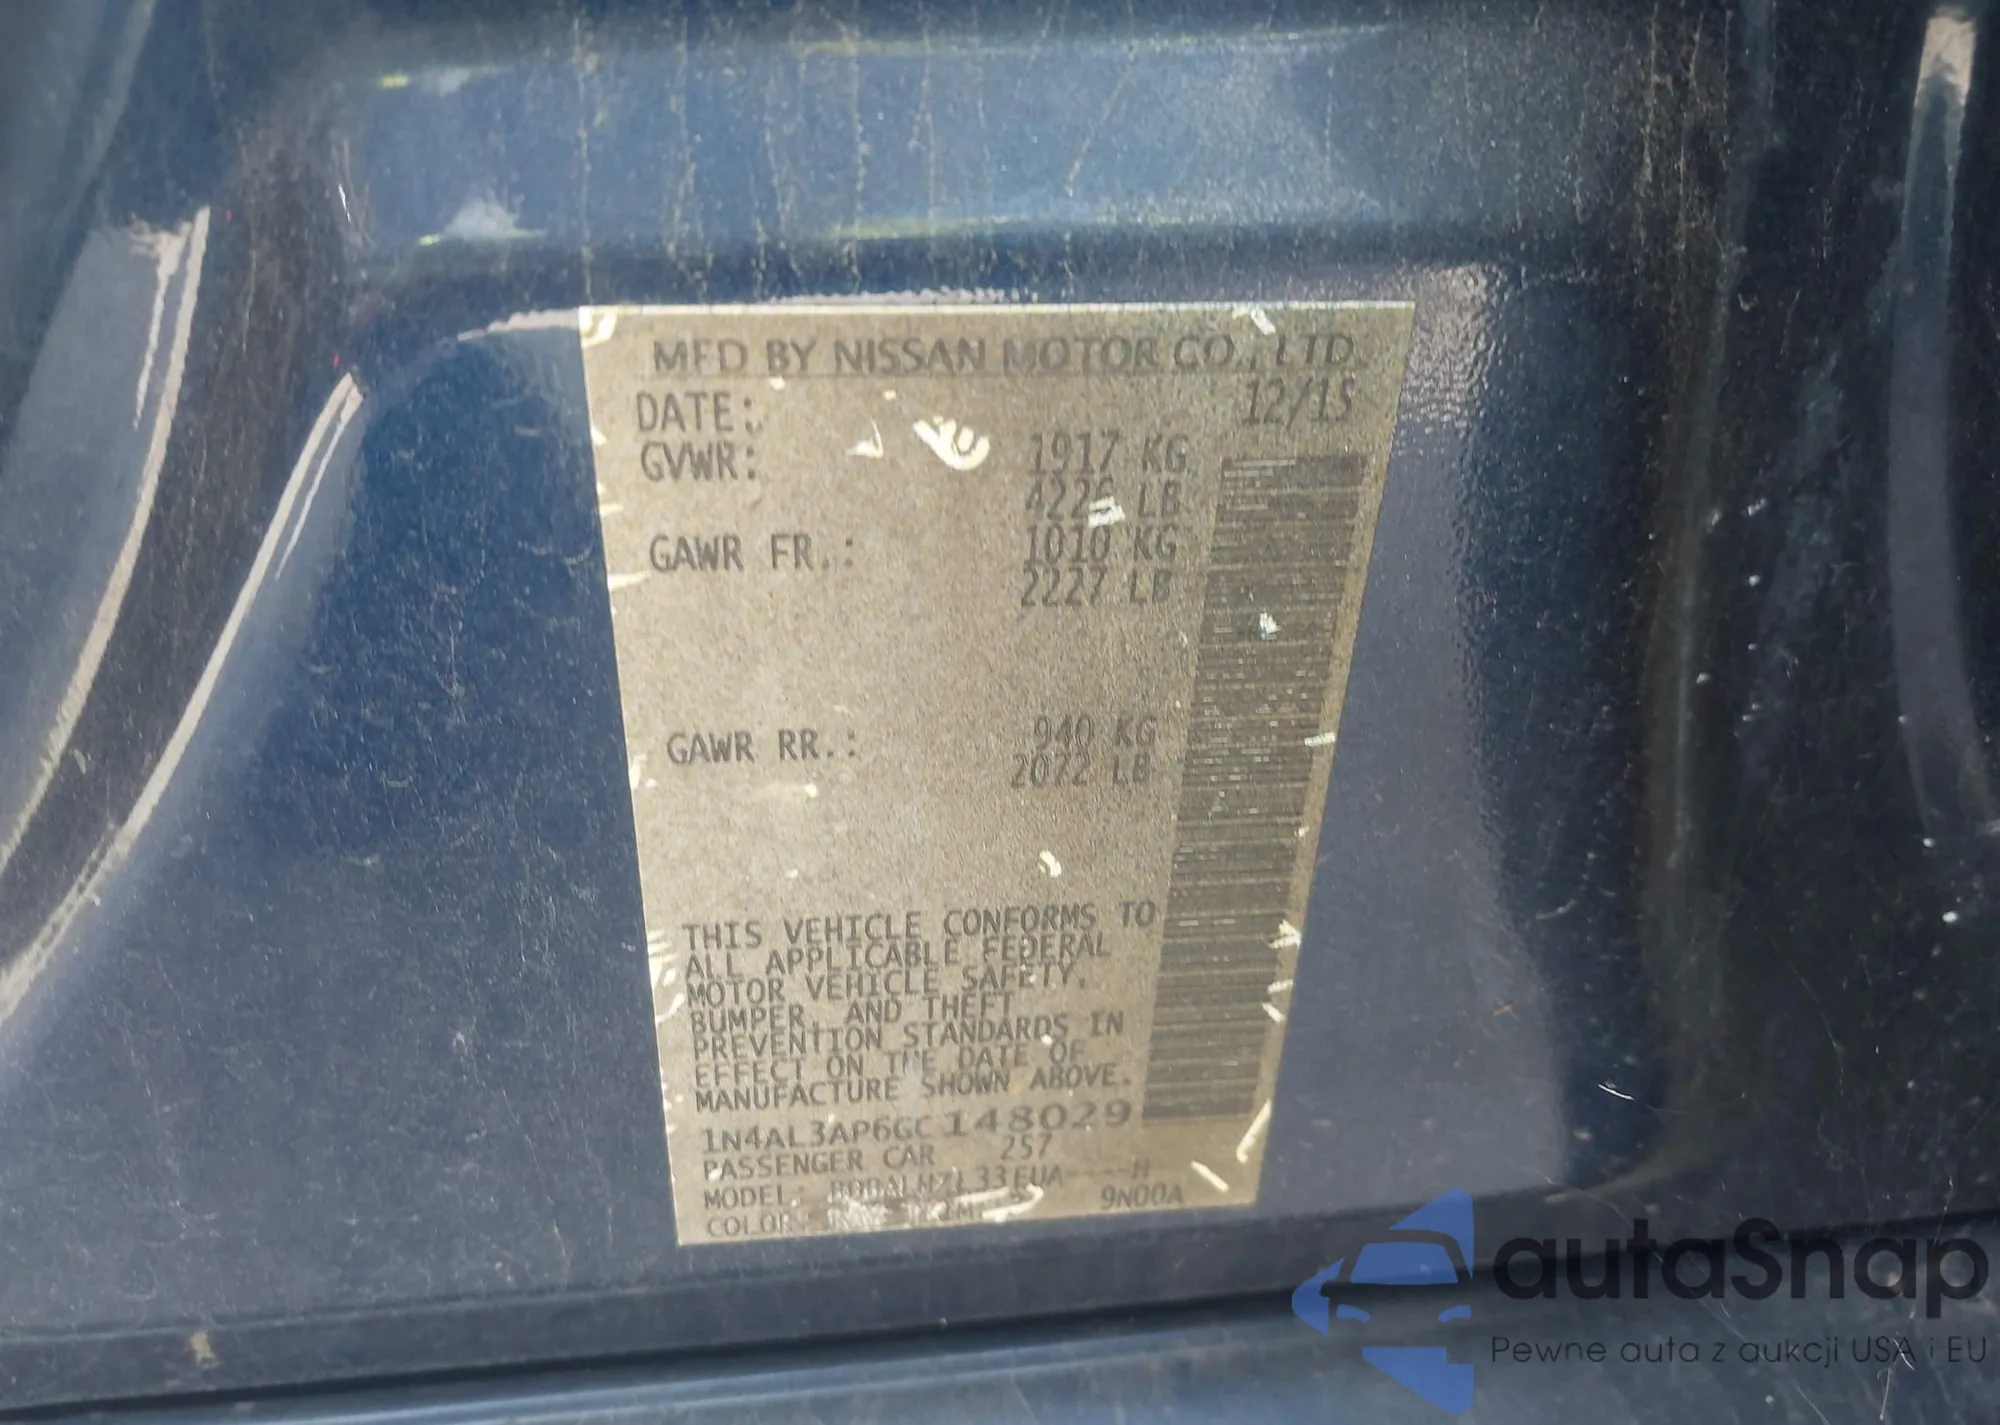 MFD BY NISSAN MOTOR CO., LTD.
DATE: 12/15
GVWR: 1917 KG
4226 LB
GAWR FR.: 1010 KG
2227 LB
GAWR RR.: 940 KG
2072 LB
THIS VEHICLE CONFORMS TO
ALL APPLICABLE FEDERAL
MOTOR VEHICLE SAFETY,
BUMPER, AND THEFT
PREVENTION STANDARDS IN
EFFECT ON THE DATE OF
MANUFACTURE SHOWN ABOVE.
1N4AL3AP6GC148029
PASSENGER CAR 257
MODEL:
COLOR: 9N00A
autaSnap
Pewne auta z aukcji USA i EU